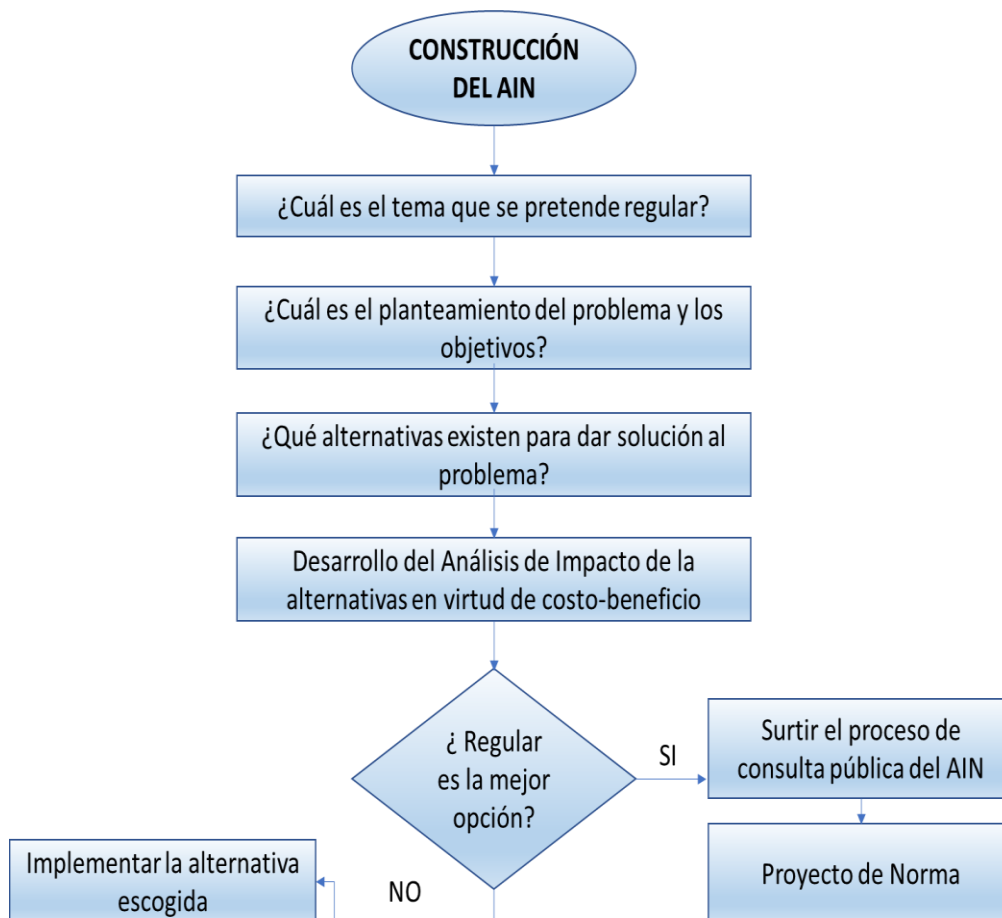 CONSTRUCCIÓN
DEL AIN
¿Cuál es el tema que se pretende regular?
¿Cuál es el planteamiento del problema y los
objetivos?
¿Qué alternativas existen para dar solución al
problema?
Desarrollo del Análisis de Impacto de la
alternativas en virtud de costo-beneficio
¿ Regular
es la mejor
opción?
SI
Surtir el proceso de
consulta pública del AIN
Proyecto de Norma
NO
Implementar la alternativa
escogida